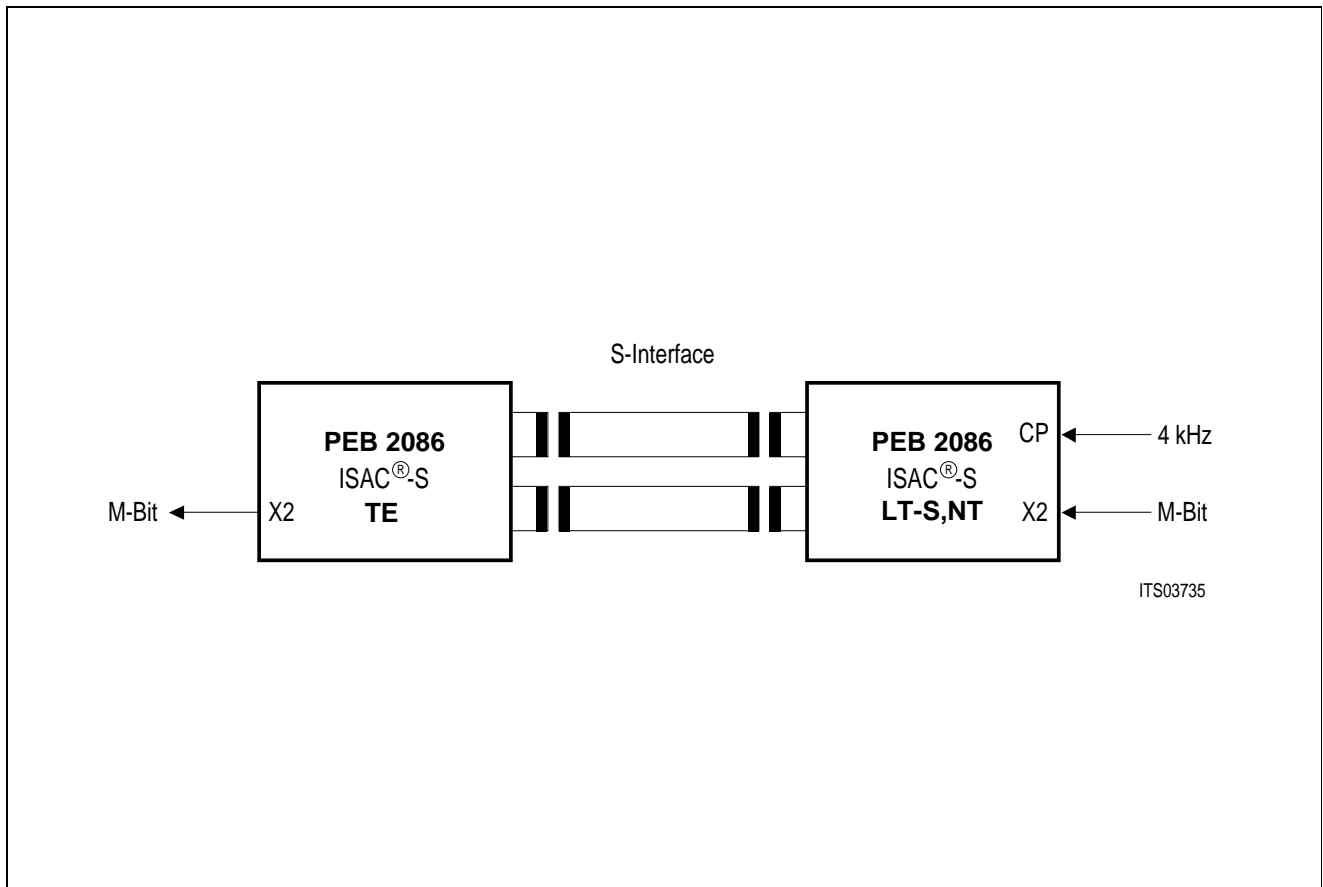 S-Interface
PEB 2086
ISAC®-S
TE
X2
M-Bit
PEB 2086
ISAC®-S
LT-S,NT
CP
4 kHz
X2
M-Bit
ITS03735